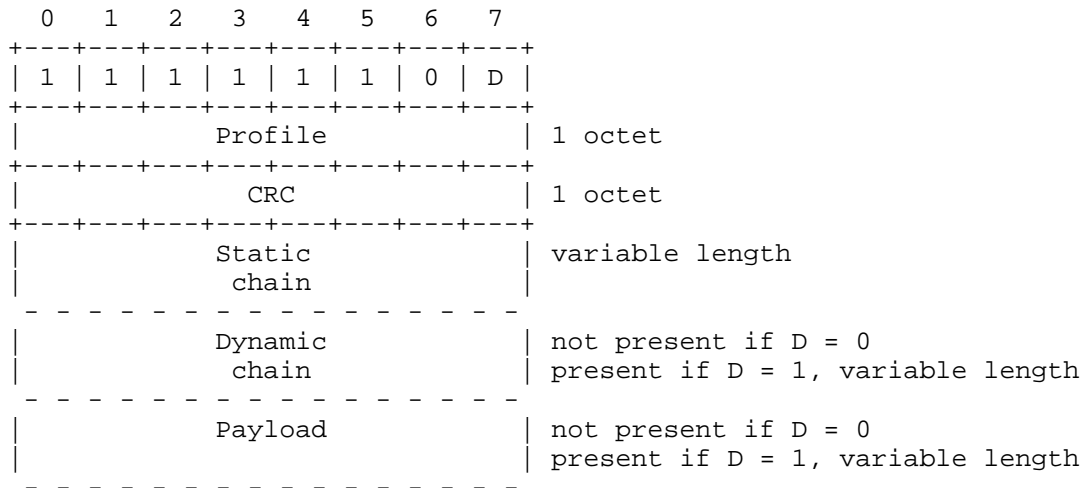 0   1   2   3   4   5   6   7
+---+---+---+---+---+---+---+---+
| 1 | 1 | 1 | 1 | 1 | 1 | 0 | D |
+---+---+---+---+---+---+---+---+
|            Profile            | 1 octet
+---+---+---+---+---+---+---+---+
|              CRC              | 1 octet
+---+---+---+---+---+---+---+---+
|            Static             | variable length
|             chain             |
 - - - - - - - - - - - - - - - -
|            Dynamic            | not present if D = 0
|             chain             | present if D = 1, variable length
 - - - - - - - - - - - - - - - -
|            Payload            | not present if D = 0
|                               | present if D = 1, variable length
 - - - - - - - - - - - - - - - -